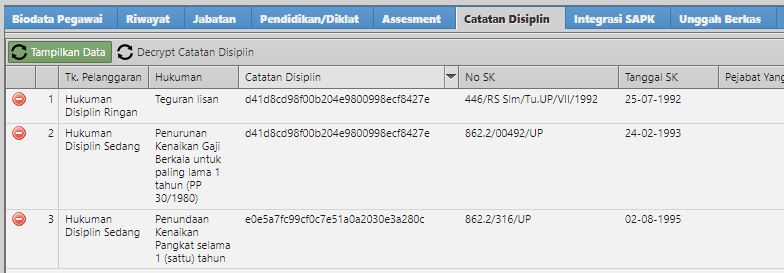 Biodata Pegawai Riwayat Jabatan Pendidikan/Diklat Assesment Catatan Disiplin Integrasi SAPK Unggah Berkas
Tampilkan Data Decrypt Catatan Disiplin
Tk. Pelanggaran Hukuman Catatan Disiplin No SK Tanggal SK Pejabat Yang
1 Hukuman Teguran lisan d41d8cd98f00b204e9800998ecf8427e 446/RS Slm/Tu.UP/VII/1992 25-07-1992
Disiplin Ringan
2 Hukuman Penurunan d41d8cd98f00b204e9800998ecf8427e 862.2/00492/UP 24-02-1993
Disiplin Sedang Kenaikan Gaji
Berkala untuk
paling lama 1
tahun (PP
30/1980)
3 Hukuman Penundaan e0e5a7fc99cf0c7e51a0a2030e3a280c 862.2/316/UP 02-08-1995
Disiplin Sedang Kenaikan
Pangkat selama
1 (sattu) tahun